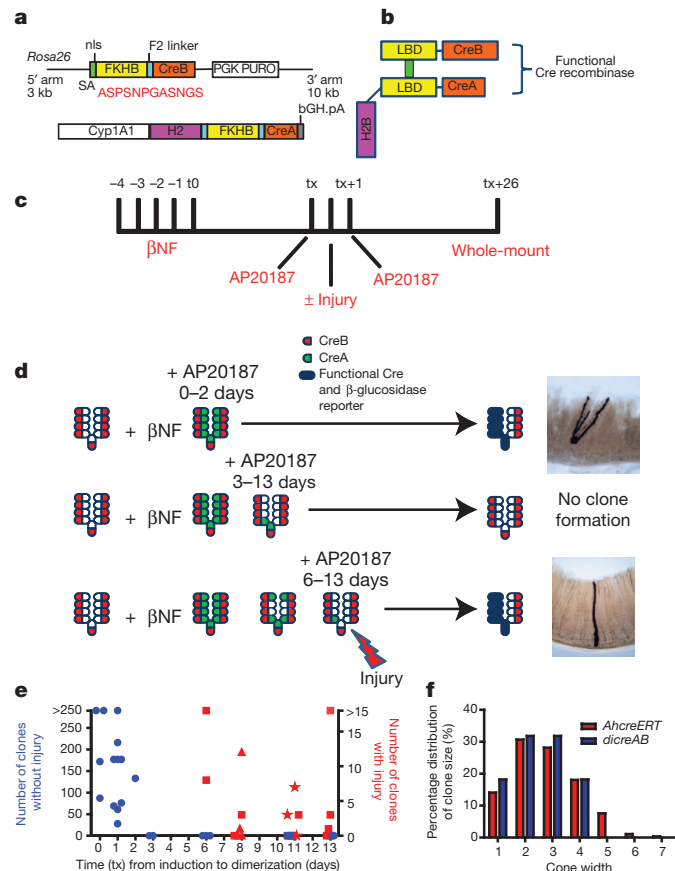 a
Rosa26
nls
F2 linker
FKHB
CreB
PGK PURO
5′ arm
3 kb
SA
ASPSNPGASNGS
3′ arm
10 kb
bGH.pA
Cyp1A1
H2
FKHB
CreA
b
LBD
CreB
LBD
CreA
H2B
Functional
Cre recombinase
c
–4 –3 –2 –1 t0 tx tx+1 tx+26
βNF
AP20187
± Injury
AP20187
Whole-mount
d
CreB
CreA
Functional Cre
and β-glucosidase
reporter
+ AP20187
0–2 days
+ βNF
+ AP20187
3–13 days
+ βNF
No clone
formation
+ AP20187
6–13 days
+ βNF
Injury
e
Number of clones
without injury
>250
200
150
100
50
0
0 1 2 3 4 5 6 7 8 9 10 11 12 13
Time (tx) from induction to dimerization (days)
>15
10
5
0
Number of clones
with injury
f
Percentage distribution
of clone size (%)
40
30
20
10
0
AhcreERT
dicreAB
1 2 3 4 5 6 7
Cone width